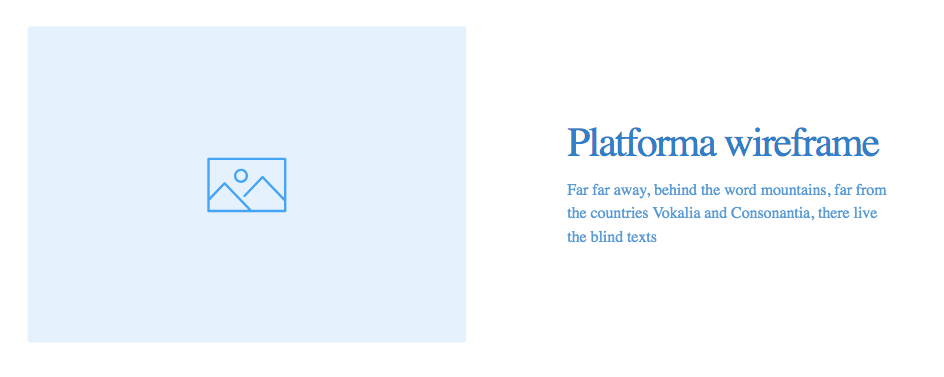 Platforma wireframe
Far far away, behind the word mountains, far from
the countries Vokalia and Consonantia, there live
the blind texts